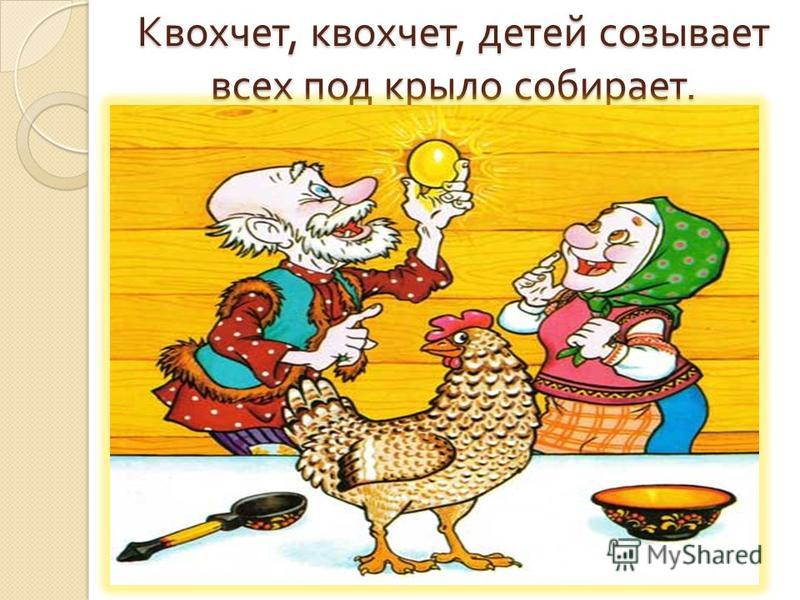 Квохчет, квохчет, детей созывает
всех под крыло собирает.
MyShared